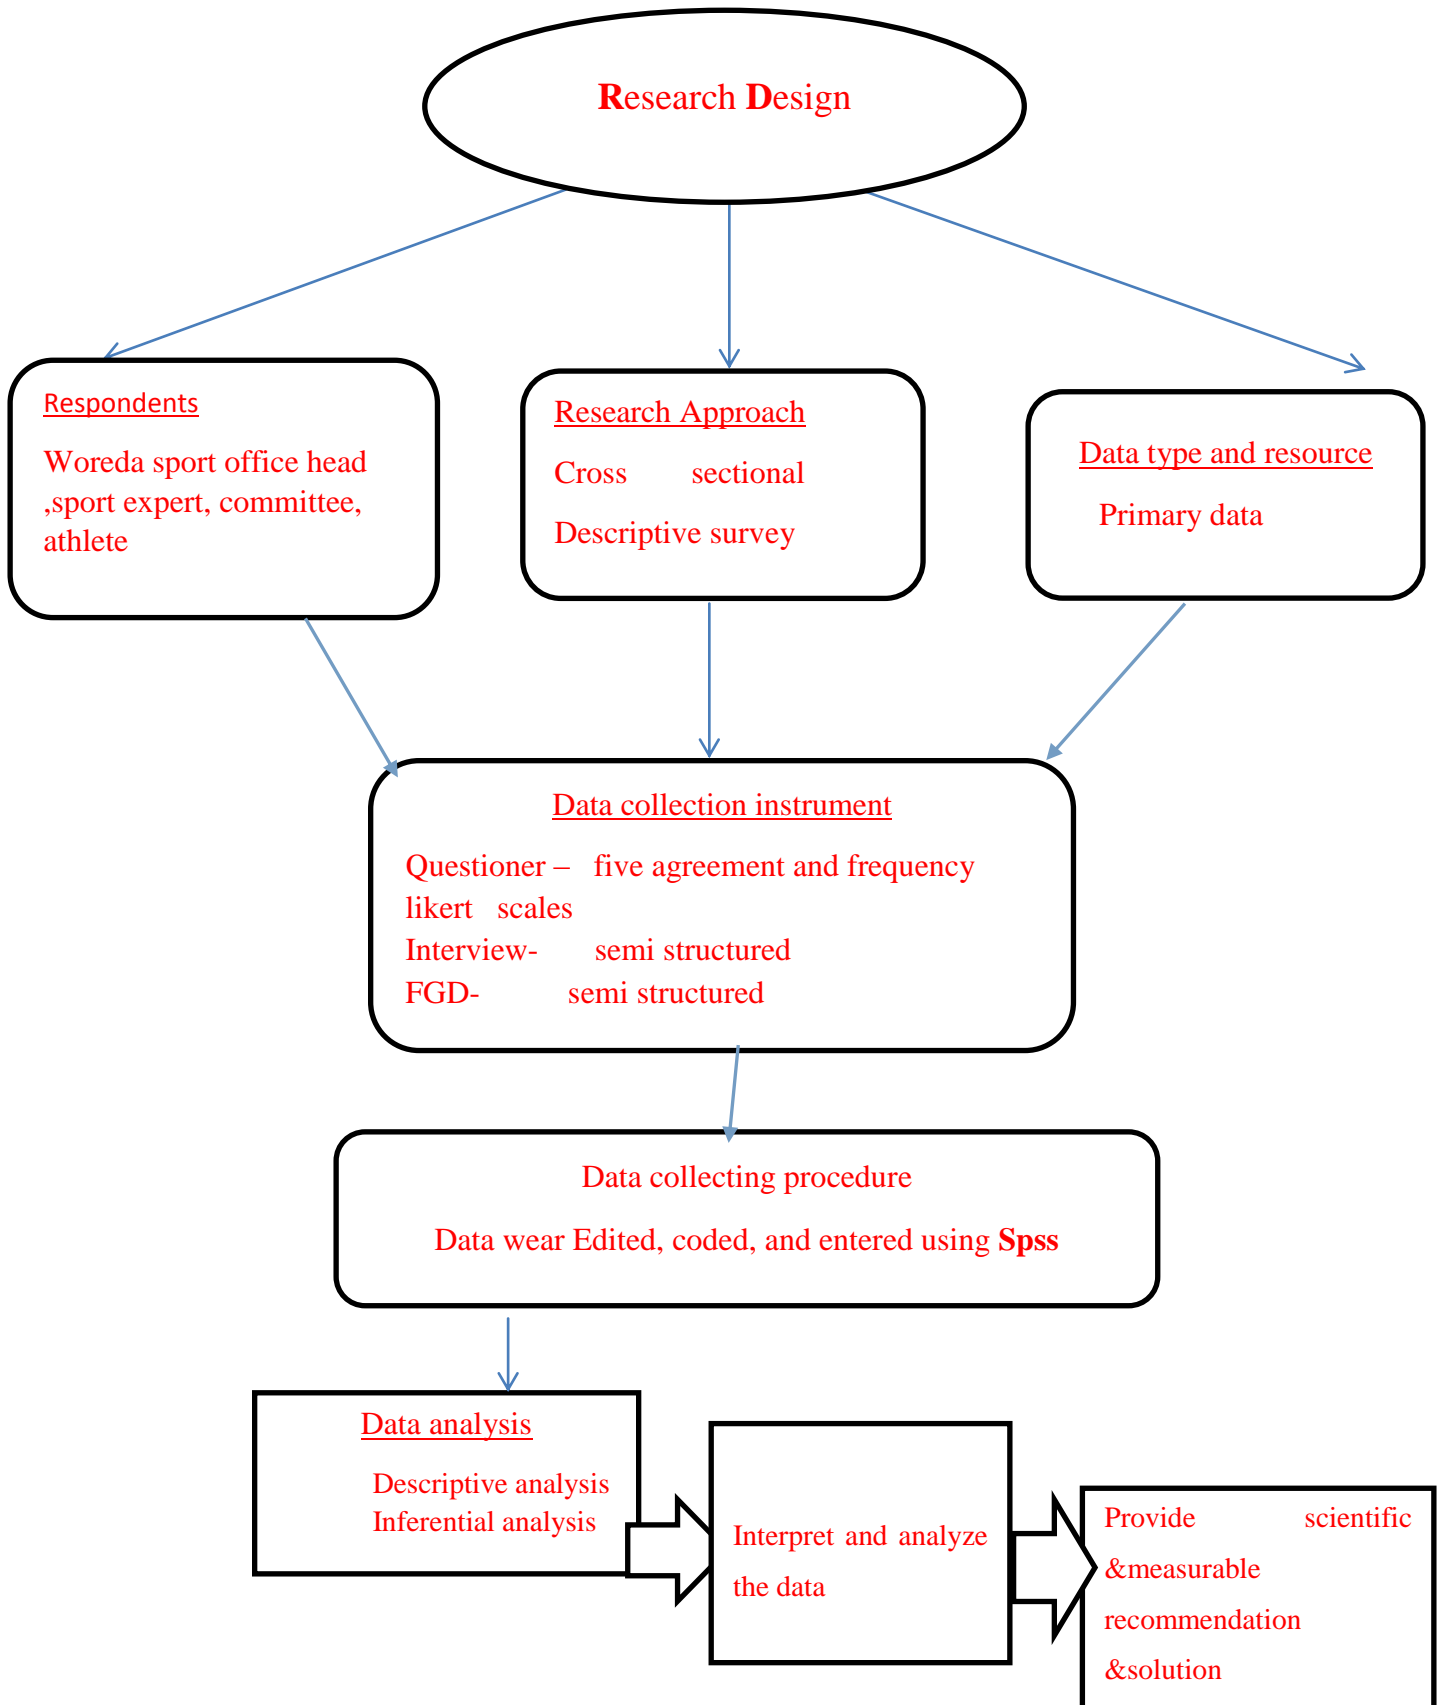 Research Design
Respondents
Woreda sport office head
,sport expert, committee,
athlete
Research Approach
Cross sectional
Descriptive survey
Data type and resource
Primary data
Data collection instrument
Questioner – five agreement and frequency
likert scales
Interview- semi structured
FGD- semi structured
Data collecting procedure
Data wear Edited, coded, and entered using Spss
Data analysis
Descriptive analysis
Inferential analysis
Interpret and analyze
the data
Provide scientific
&measurable
recommendation
&solution